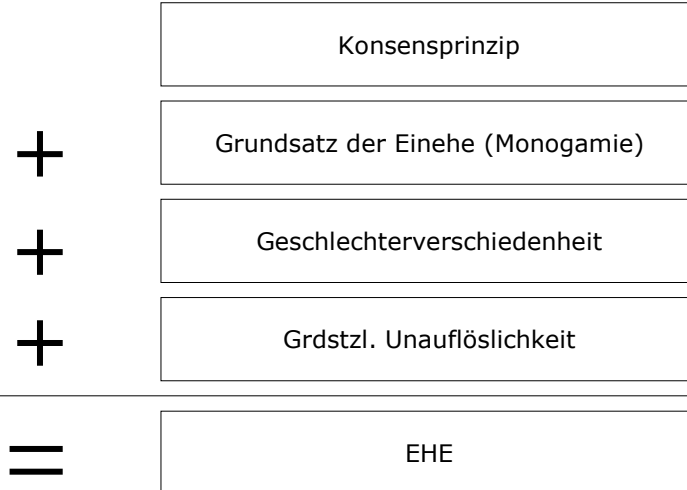 Konsensprinzip
+ Grundsatz der Einehe (Monogamie)
+ Geschlechterverschiedenheit
+ Grdstzl. Unauflöslichkeit
= EHE